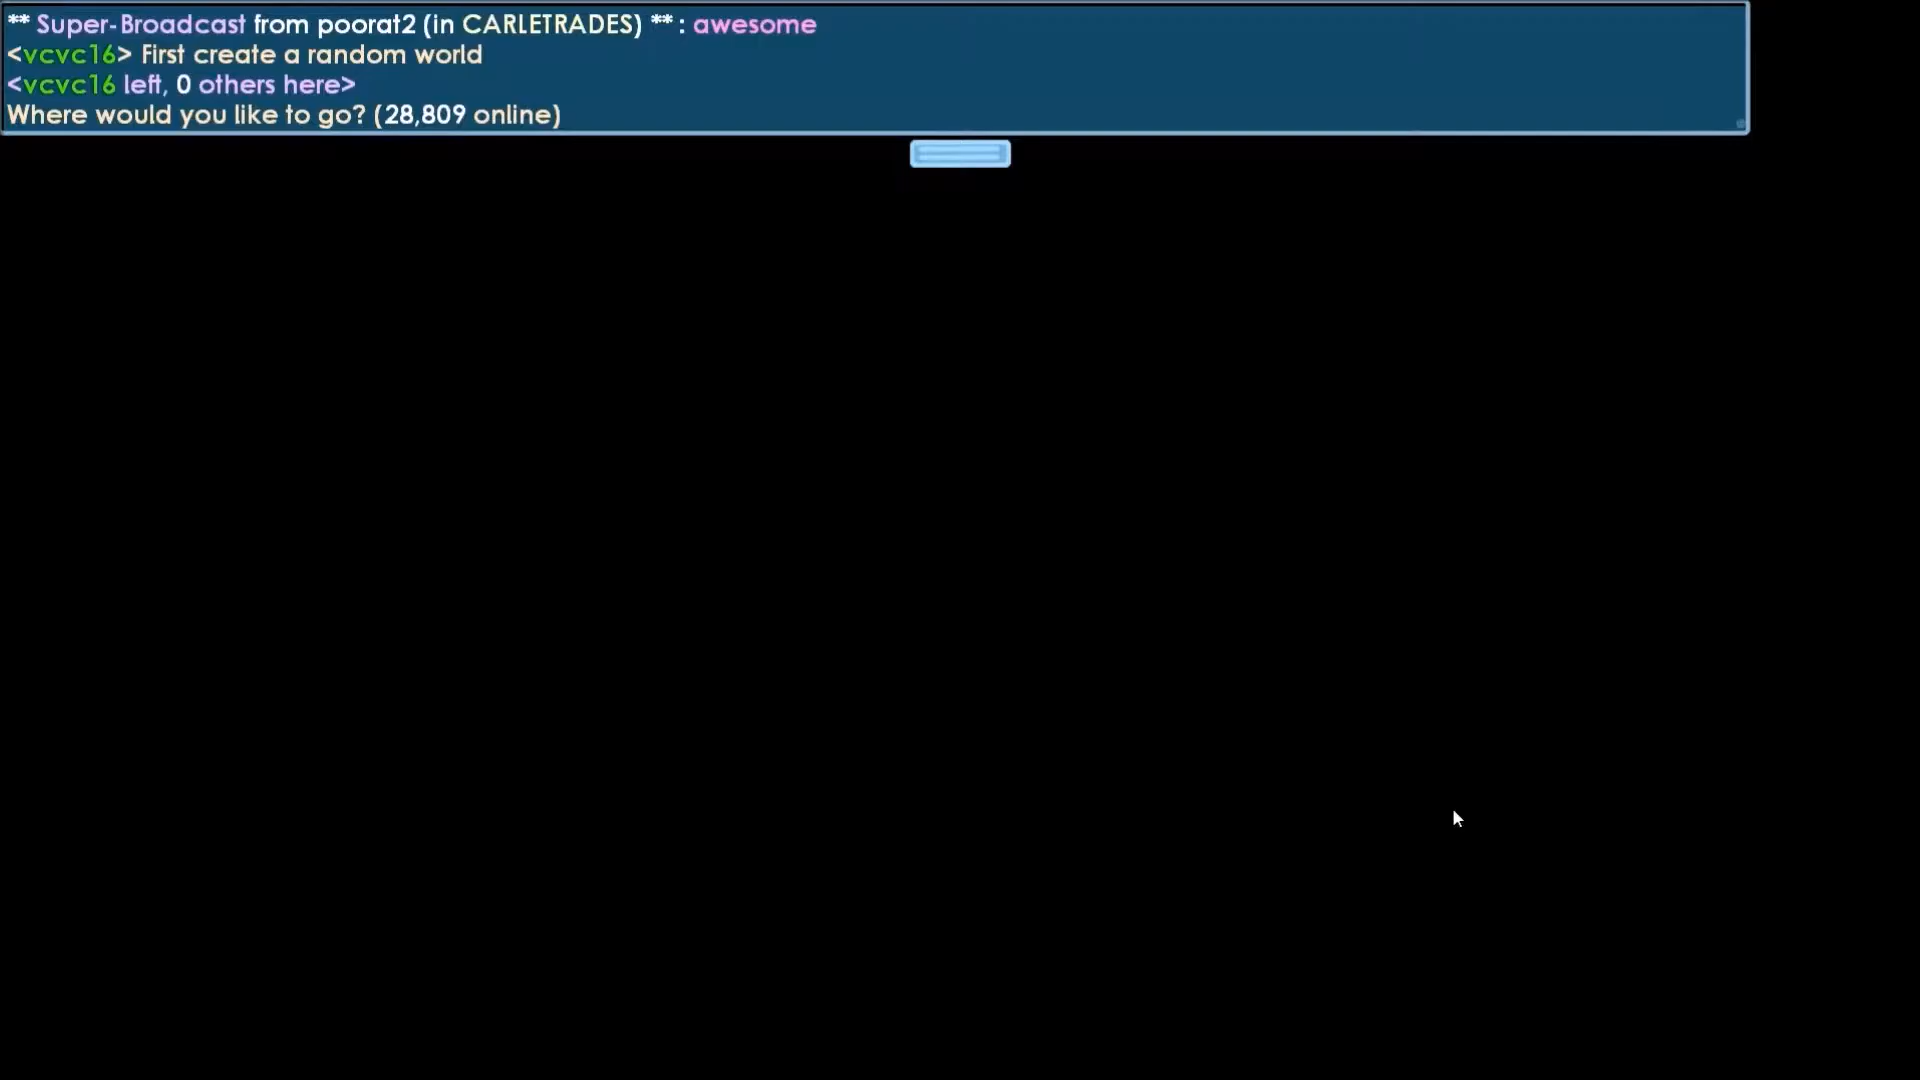 ** Super-Broadcast from poorat2 (in CARLETRADES) ** : awesome
<vcvc16> First create a random world
<vcvc16 left, 0 others here>
Where would you like to go? (28,809 online)